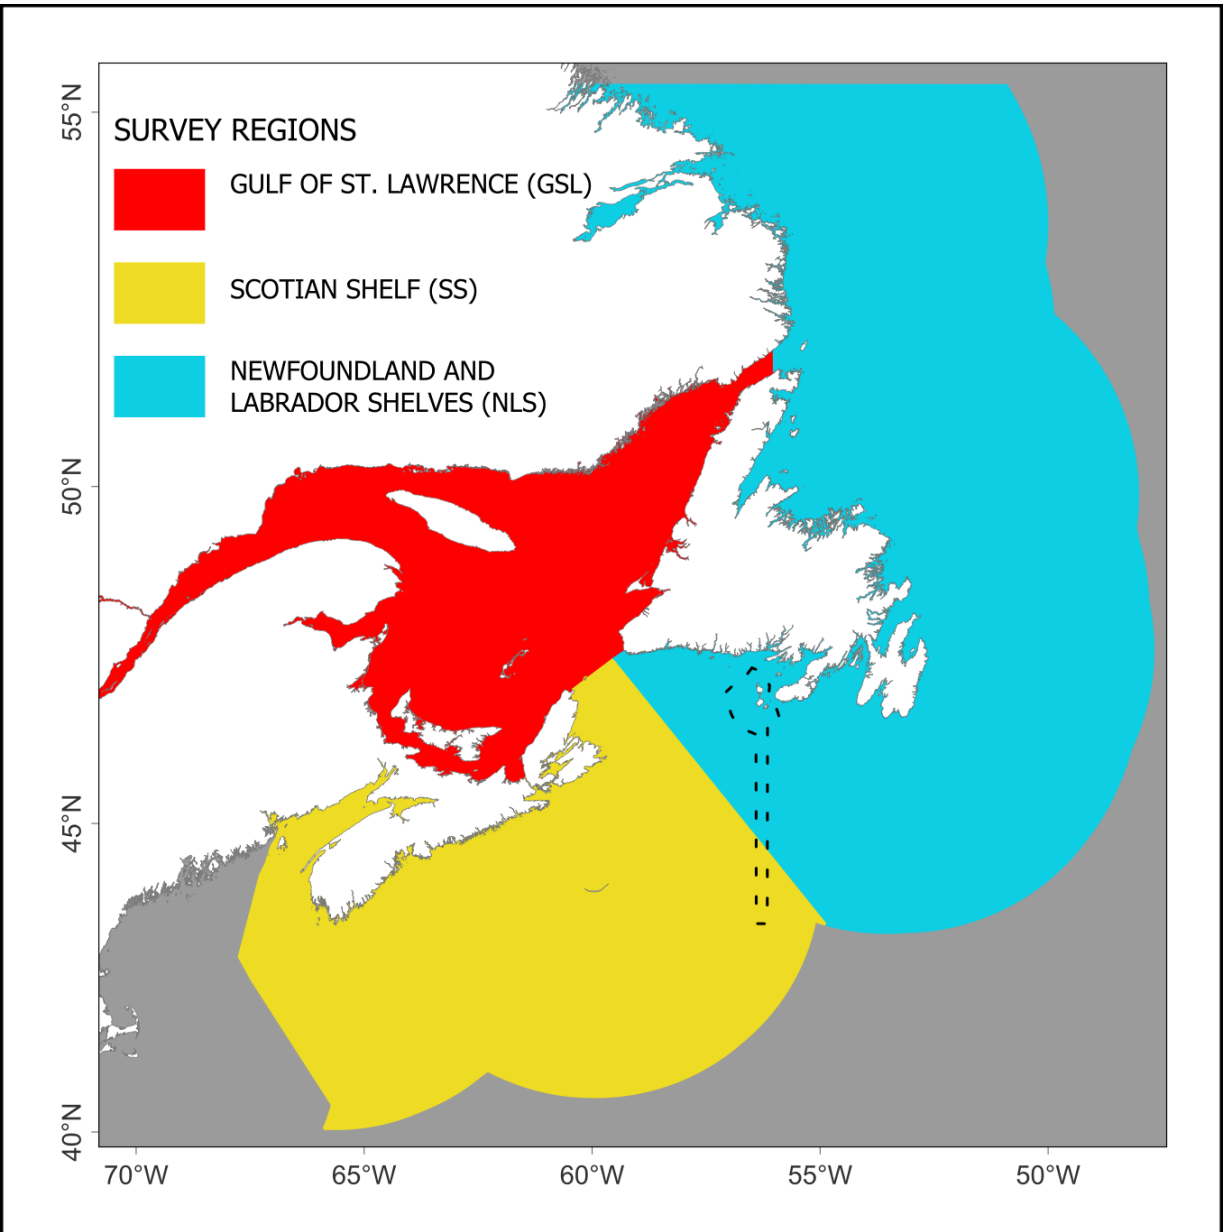 55°N
SURVEY REGIONS
GULF OF ST. LAWRENCE (GSL)
SCOTIAN SHELF (SS)
NEWFOUNDLAND AND
LABRADOR SHELVES (NLS)
50°N
45°N
40°N
70°W 65°W 60°W 55°W 50°W